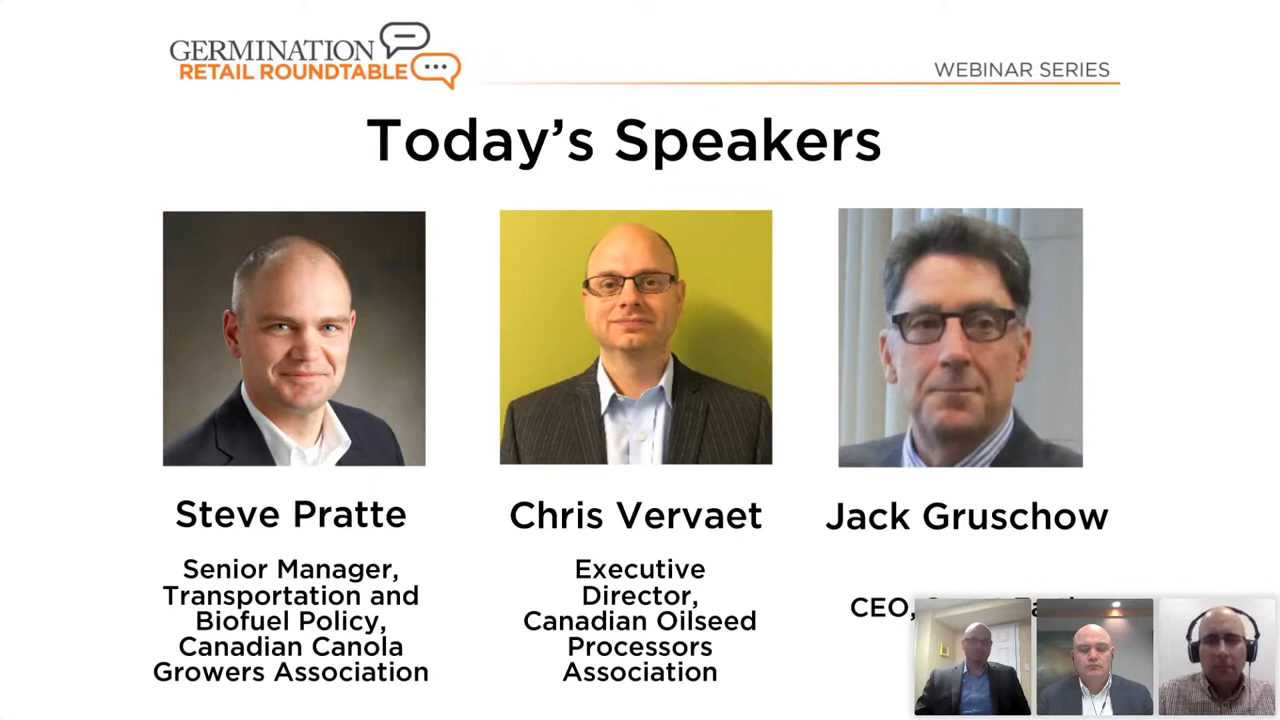 GERMINATION
RETAIL ROUNDTABLE
WEBINAR SERIES
Today's Speakers
Steve Pratte
Senior Manager,
Transportation and
Biofuel Policy,
Canadian Canola
Growers Association
Chris Vervaet
Executive
Director,
Canadian Oilseed
Processors
Association
Jack Gruschow
CEO,